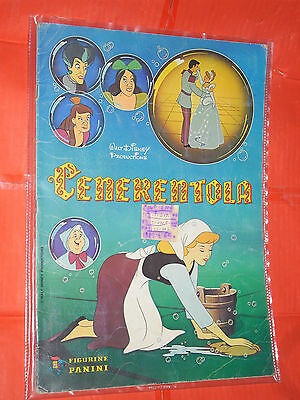 Walt Disney
Productions
CENERENTOLA
FIGURINE
PANINI